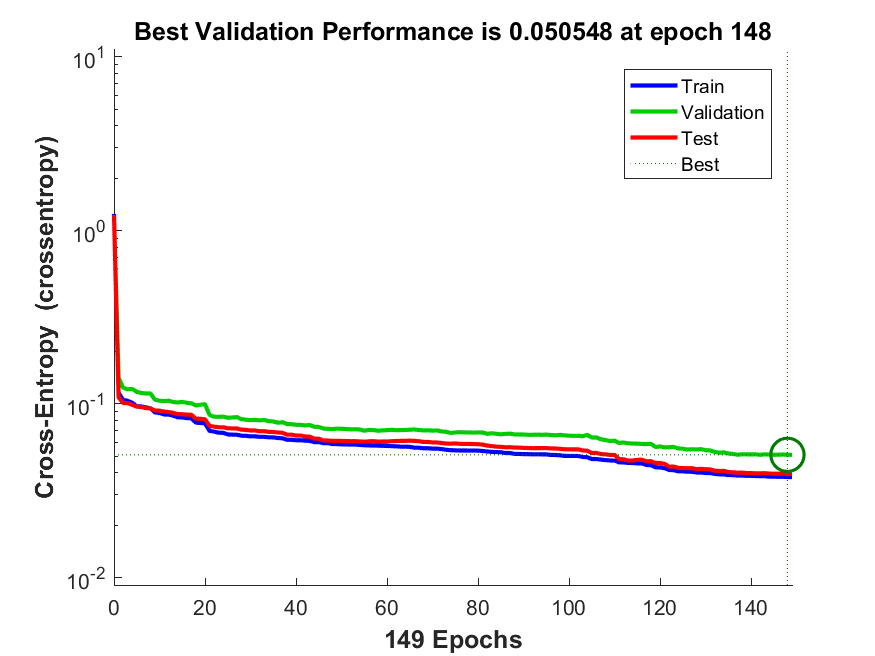 Best Validation Performance is 0.050548 at epoch 148
Cross-Entropy (crossentropy)
10^1
10^0
10^-1
10^-2
Train
Validation
Test
Best
0 20 40 60 80 100 120 140
149 Epochs